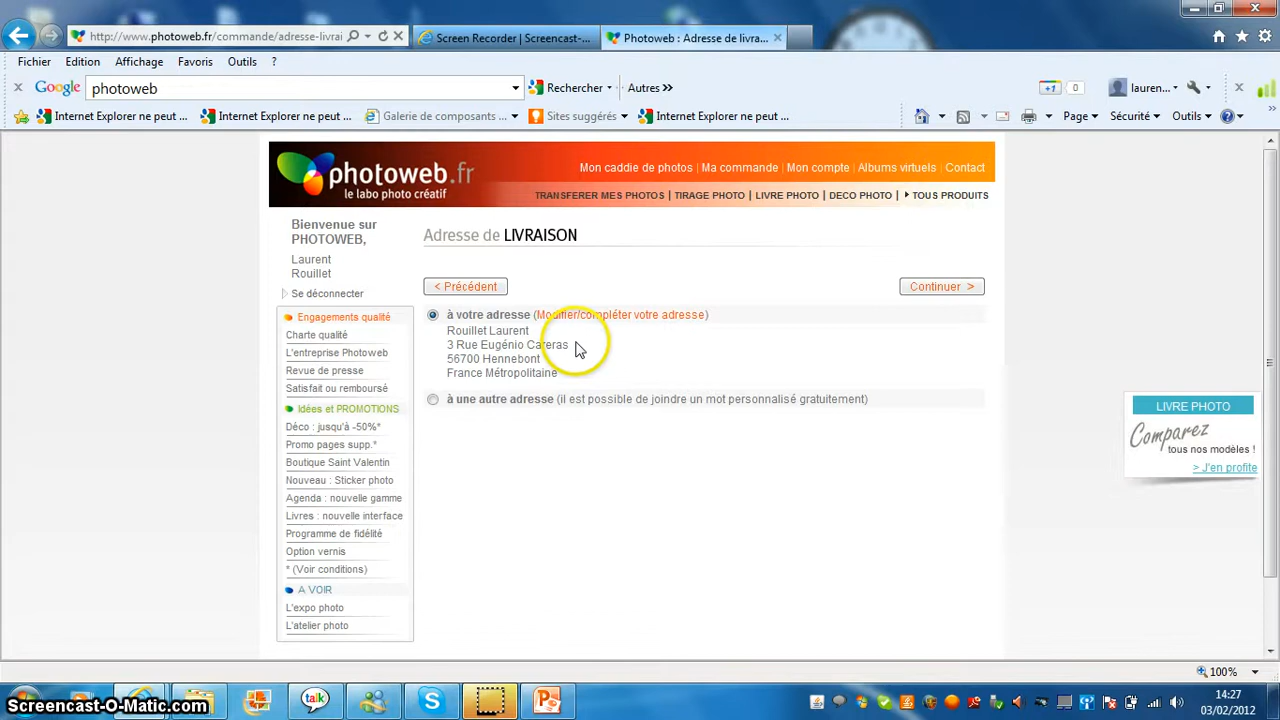 http://www.photoweb.fr/commande/adresse-livrai
Screen Recorder | Screencast-...
Photoweb : Adresse de livra...
Fichier Edition Affichage Favoris Outils ?
Google photoweb Rechercher Autres »
+1 0 lauren...
Internet Explorer ne peut ... Internet Explorer ne peut ... Galerie de composants ... Sites suggérés Internet Explorer ne peut ... Page Sécurité Outils
photoweb.fr
le labo photo créatif
Mon caddie de photos | Ma commande | Mon compte | Albums virtuels | Contact
TRANSFERER MES PHOTOS | TIRAGE PHOTO | LIVRE PHOTO | DECO PHOTO | TOUS PRODUITS
Bienvenue sur
PHOTOWEB,
Laurent
Rouillet
Se déconnecter
Engagements qualité
Charte qualité
L'entreprise Photoweb
Revue de presse
Satisfait ou remboursé
Idées et PROMOTIONS
Déco : jusqu'à -50%*
Promo pages supp.*
Boutique Saint Valentin
Nouveau : Sticker photo
Agenda : nouvelle gamme
Livres : nouvelle interface
Programme de fidélité
Option vernis
* (Voir conditions)
A VOIR
L'expo photo
L'atelier photo
Adresse de LIVRAISON
< Précédent
Continuer >
à votre adresse (Modifier/compléter votre adresse)
Rouillet Laurent
3 Rue Eugénio Careras
56700 Hennebont
France Métropolitaine
à une autre adresse (il est possible de joindre un mot personnalisé gratuitement)
LIVRE PHOTO
Comparez
tous nos modèles !
> J'en profite
100%
talk
14:27
03/02/2012
Screencast-O-Matic.com